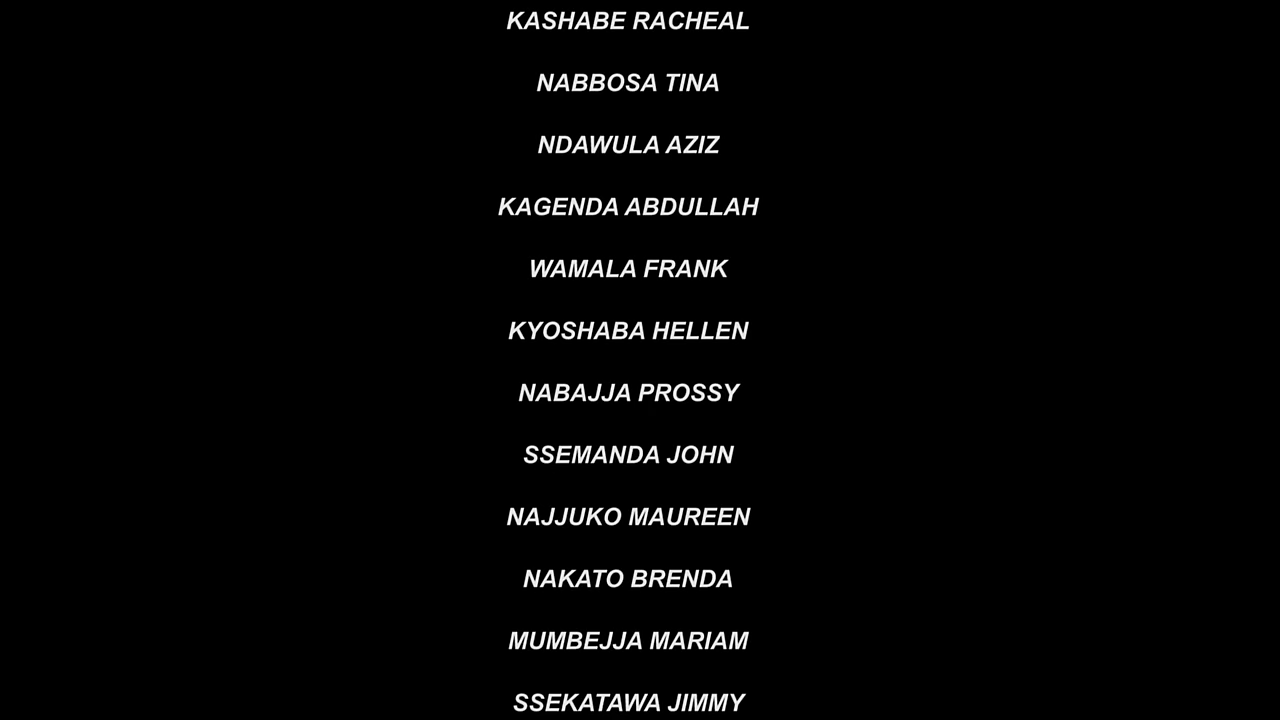 KASHABE RACHEAL
NABBOSA TINA
NDAWULA AZIZ
KAGENDA ABDULLAH
WAMALA FRANK
KYOSHABA HELLEN
NABAJJA PROSSY
SSEMANDA JOHN
NAJJUKO MAUREEN
NAKATO BRENDA
MUMBEJJA MARIAM
SSEKATAWA JIMMY